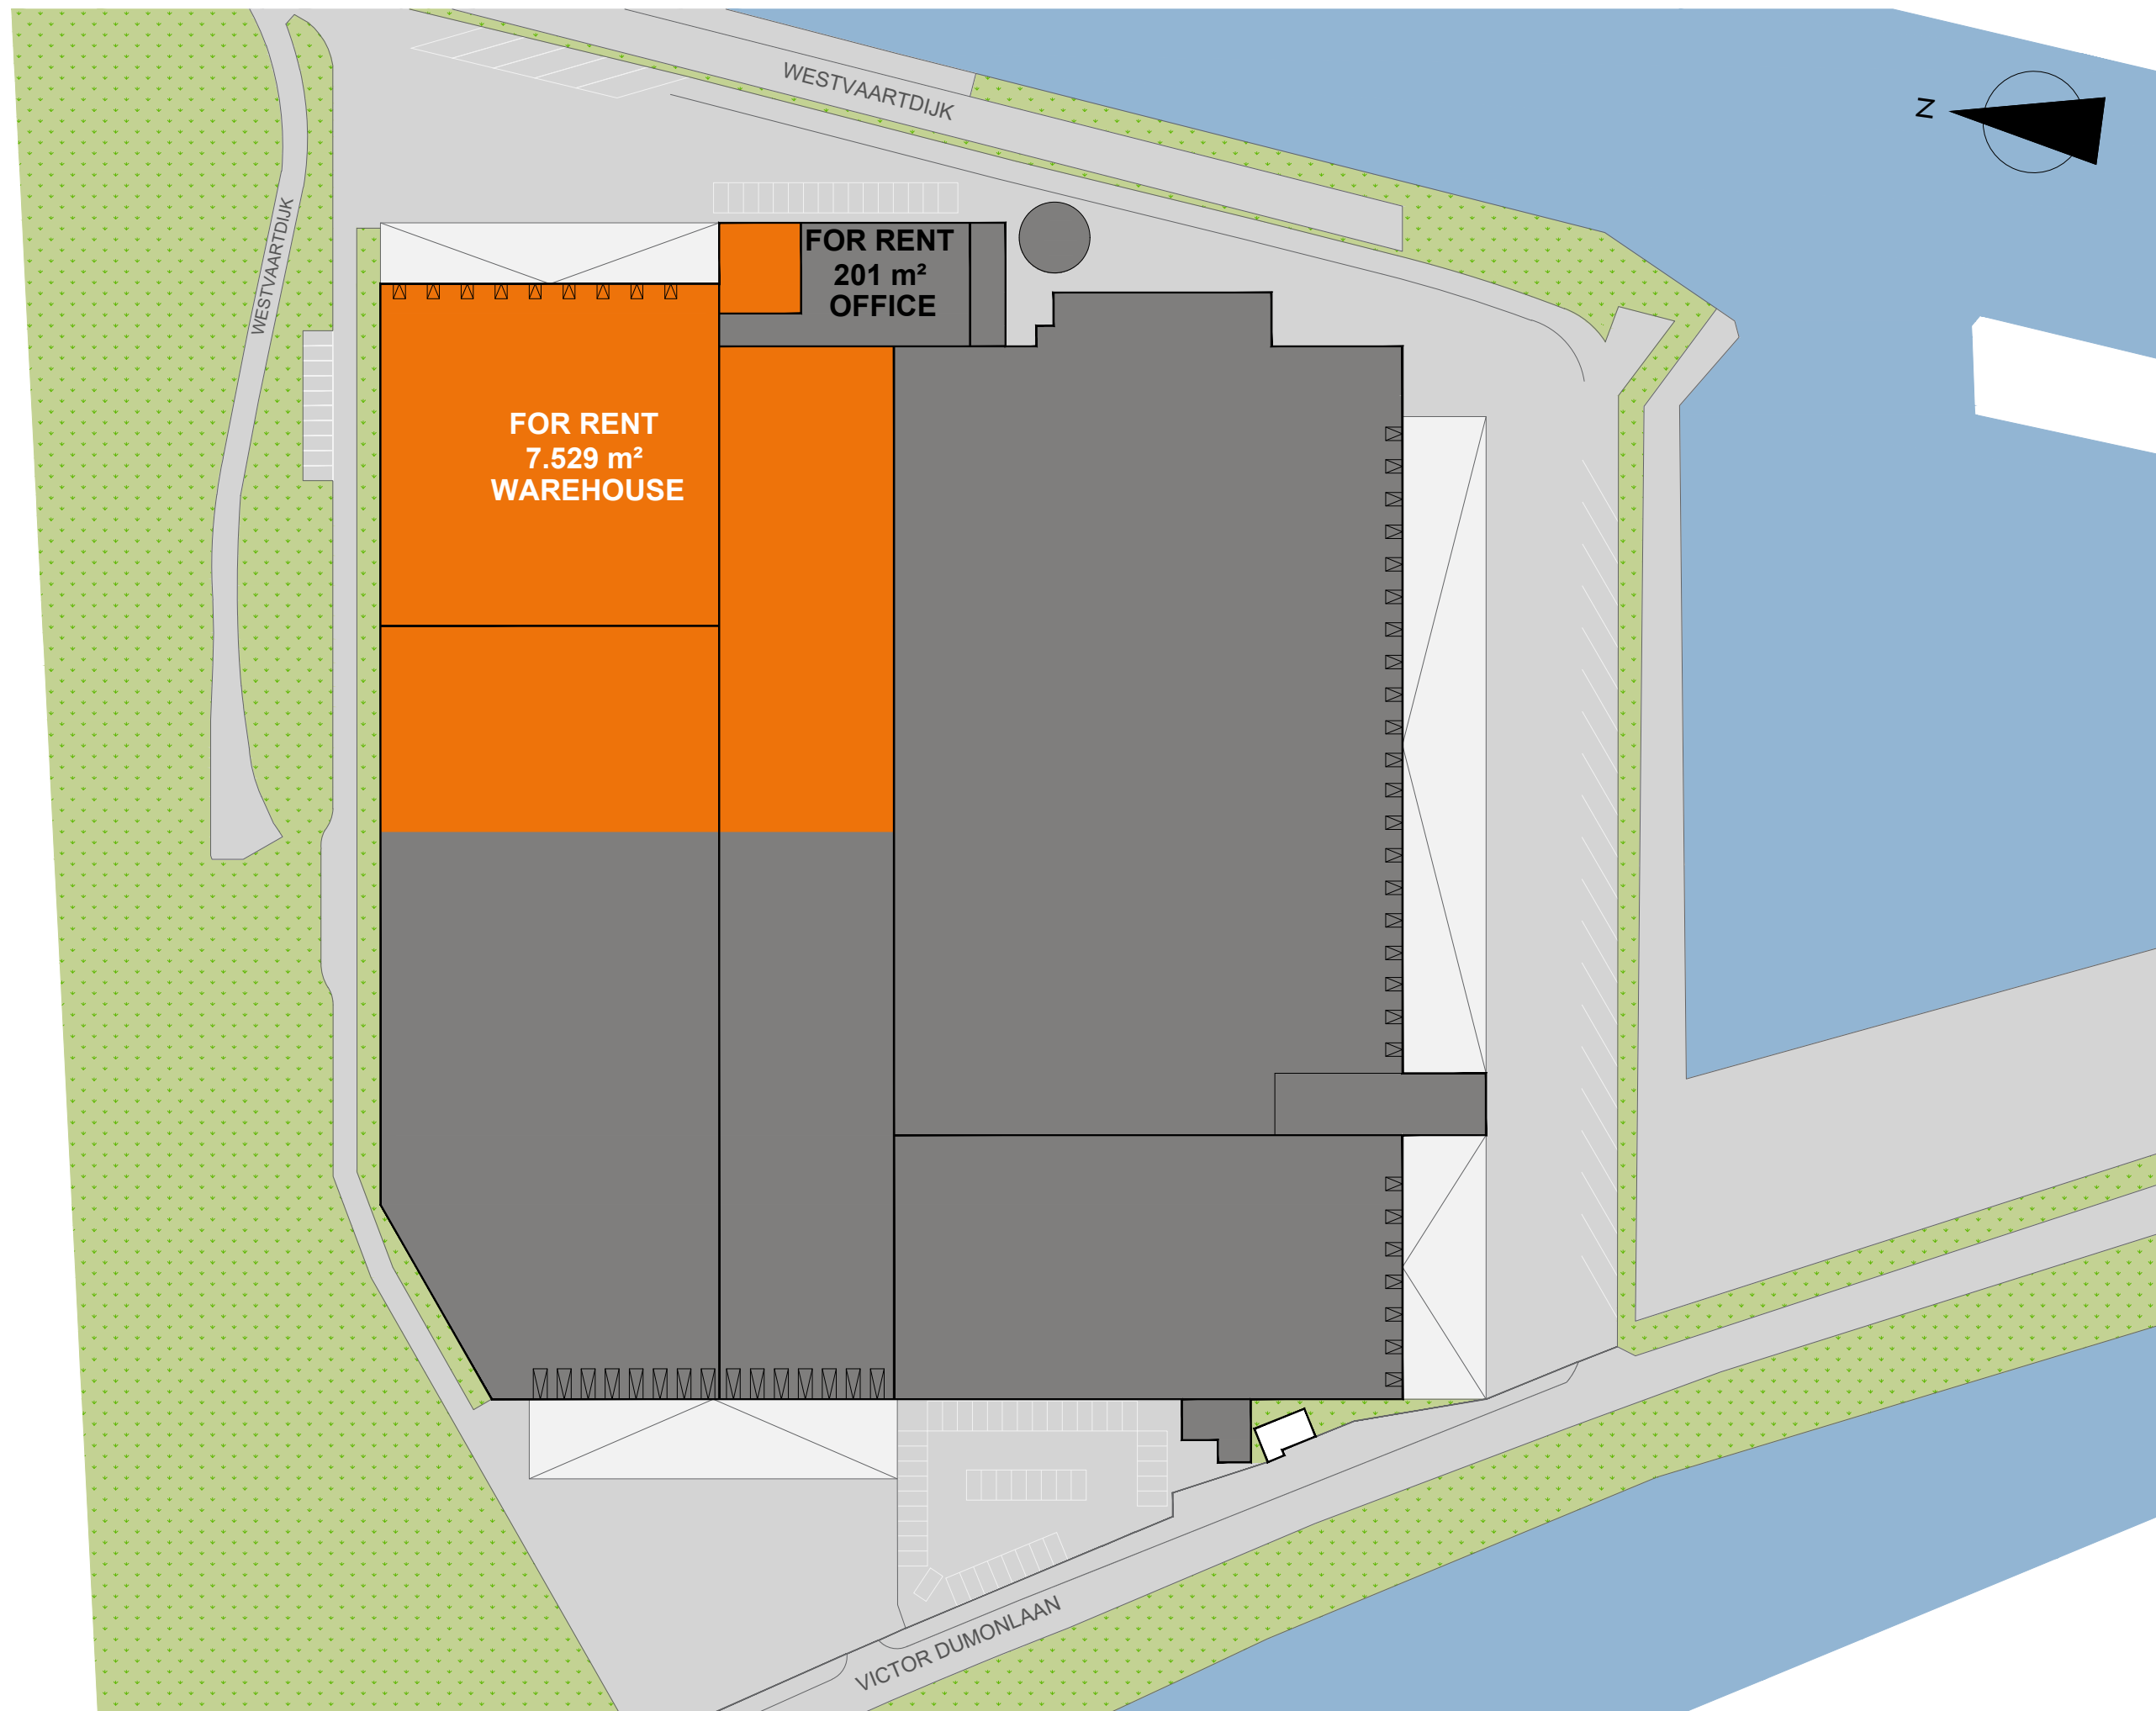 WESTVAARTDIJK
N
WESTVAARTDIJK
FOR RENT
201 m²
OFFICE
FOR RENT
7.529 m²
WAREHOUSE
VICTOR DUMONLAAN